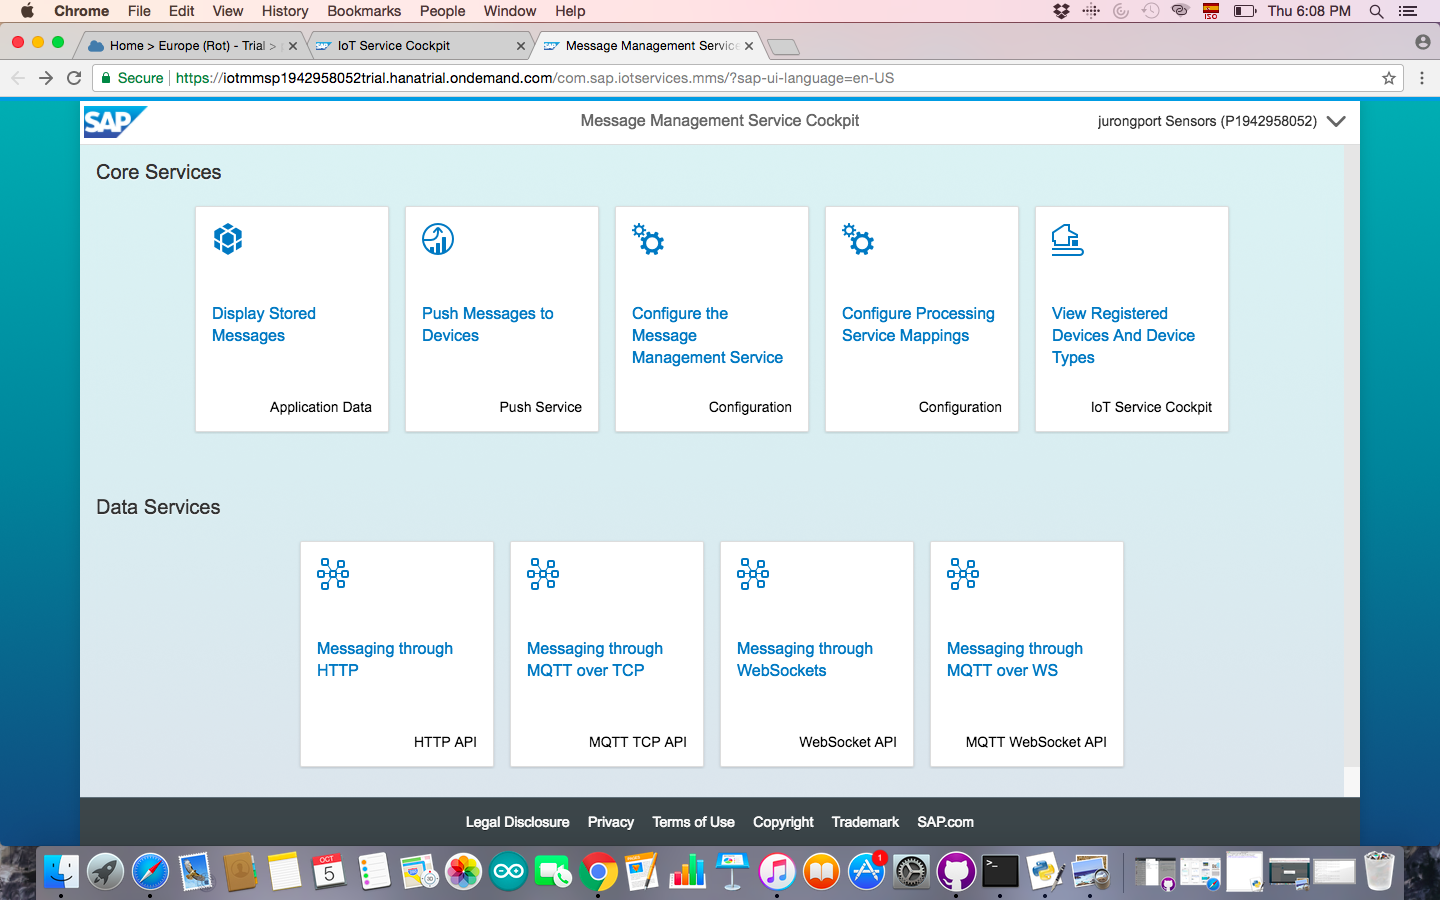 Chrome File Edit View History Bookmarks People Window Help
ISO
Thu 6:08 PM
Home > Europe (Rot) - Trial >
IoT Service Cockpit
Message Management Service
Secure
https://iotmmsp1942958052trial.hanatrial.ondemand.com/com.sap.iotservices.mms/?sap-ui-language=en-US
SAP
Message Management Service Cockpit
jurongport Sensors (P1942958052)
Core Services
Display Stored
Messages
Application Data
Push Messages to
Devices
Push Service
Configure the
Message
Management Service
Configuration
Configure Processing
Service Mappings
Configuration
View Registered
Devices And Device
Types
IoT Service Cockpit
Data Services
Messaging through
HTTP
HTTP API
Messaging through
MQTT over TCP
MQTT TCP API
Messaging through
WebSockets
WebSocket API
Messaging through
MQTT over WS
MQTT WebSocket API
Legal Disclosure Privacy Terms of Use Copyright Trademark SAP.com
OCT
5
1